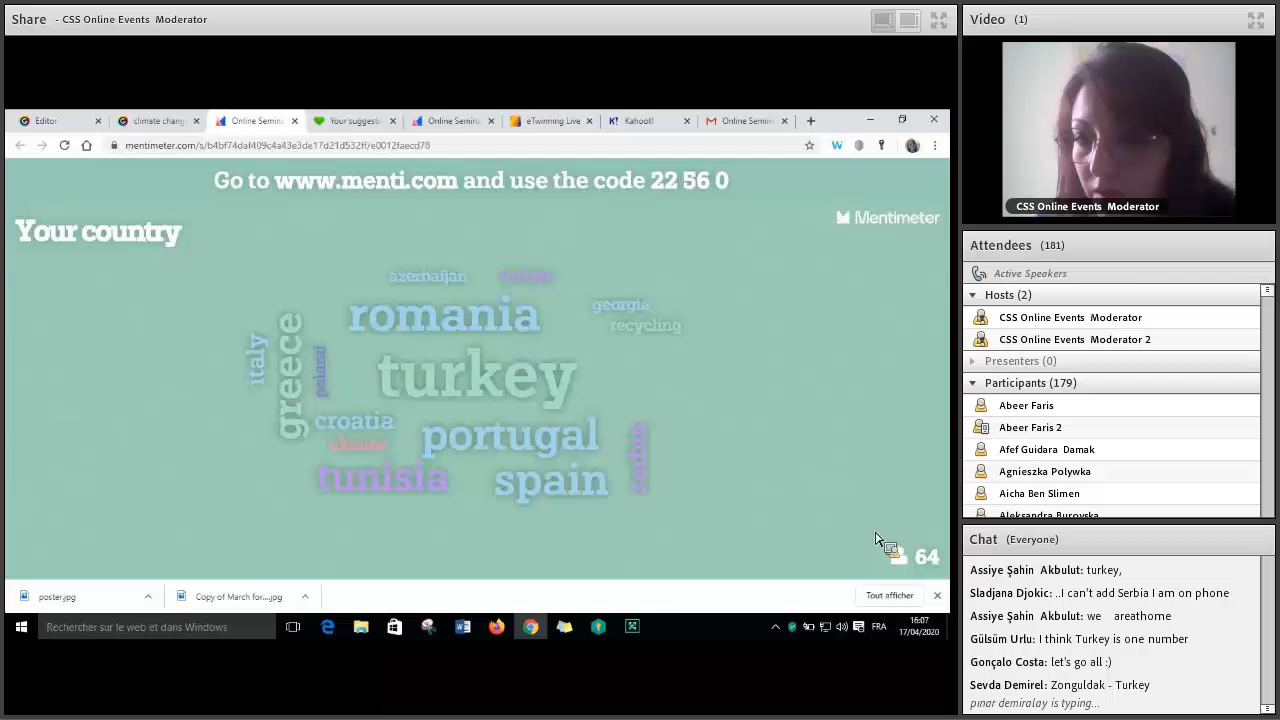 Share - CSS Online Events Moderator
Editor
climate chang
Online Semina
Your suggesti
Online Semina
eTwinning Live
Kahoot!
Online Semin
mentimeter.com/s/b4bf74daf409c4a43e3de17d21d532ff/e0012faecd78
Go to www.menti.com and use the code 22 56 0
Your country
Mentimeter
azerbaijan
romania
georgia
recycling
italy
greece
poland
turkey
croatia
ukraine
portugal
tunisia
spain
serbia
64
poster.jpg
Copy of March for....jpg
Tout afficher
Rechercher sur le web et dans Windows
FRA
16:07
17/04/2020
Video (1)
CSS Online Events Moderator
Attendees (181)
Active Speakers
Hosts (2)
CSS Online Events Moderator
CSS Online Events Moderator 2
Presenters (0)
Participants (179)
Abeer Faris
Abeer Faris 2
Afef Guidara Damak
Agnieszka Polywka
Aicha Ben Slimen
Aleksandra Burovska
Chat (Everyone)
Assiye Şahin Akbulut: turkey,
Sladjana Djokic: ..I can't add Serbia I am on phone
Assiye Şahin Akbulut: we areathome
Gülsüm Urlu: I think Turkey is one number
Gonçalo Costa: let's go all :)
Sevda Demirel: Zonguldak - Turkey
pınar demiralay is typing...